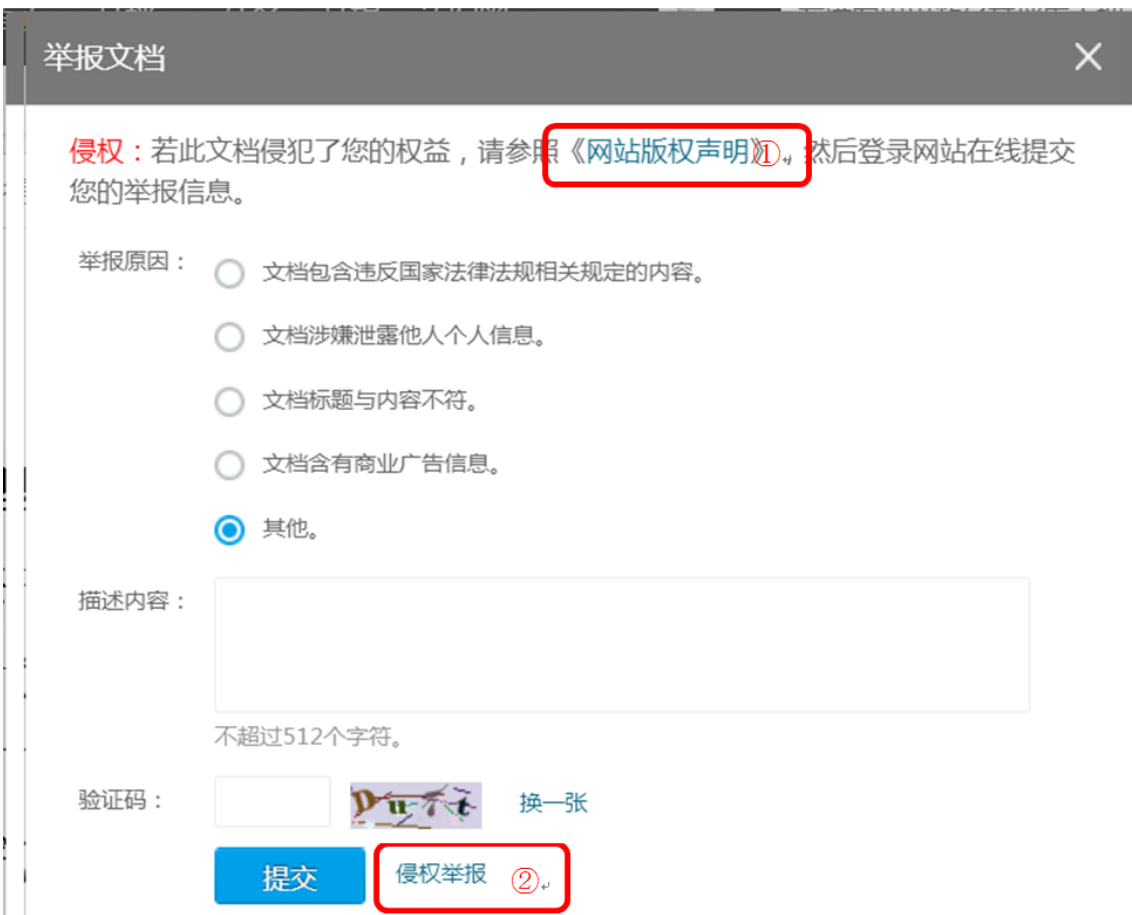 举报文档
侵权：若此文档侵犯了您的权益，请参照《网站版权声明》①，然后登录网站在线提交
您的举报信息。
举报原因：
文档包含违反国家法律法规相关规定的内容。
文档涉嫌泄露他人个人信息。
文档标题与内容不符。
文档含有商业广告信息。
其他。
描述内容：
不超过512个字符。
验证码：
换一张
提交 侵权举报 ②